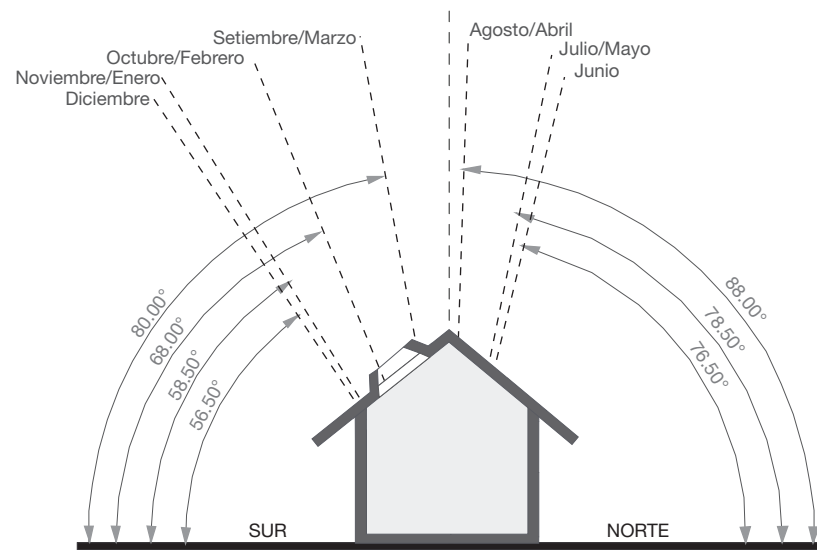 Agosto/Abril
Setiembre/Marzo
Julio/Mayo
Octubre/Febrero
Junio
Noviembre/Enero
Diciembre
80.00°
68.00°
58.50°
56.50°
88.00°
78.50°
76.50°
SUR
NORTE